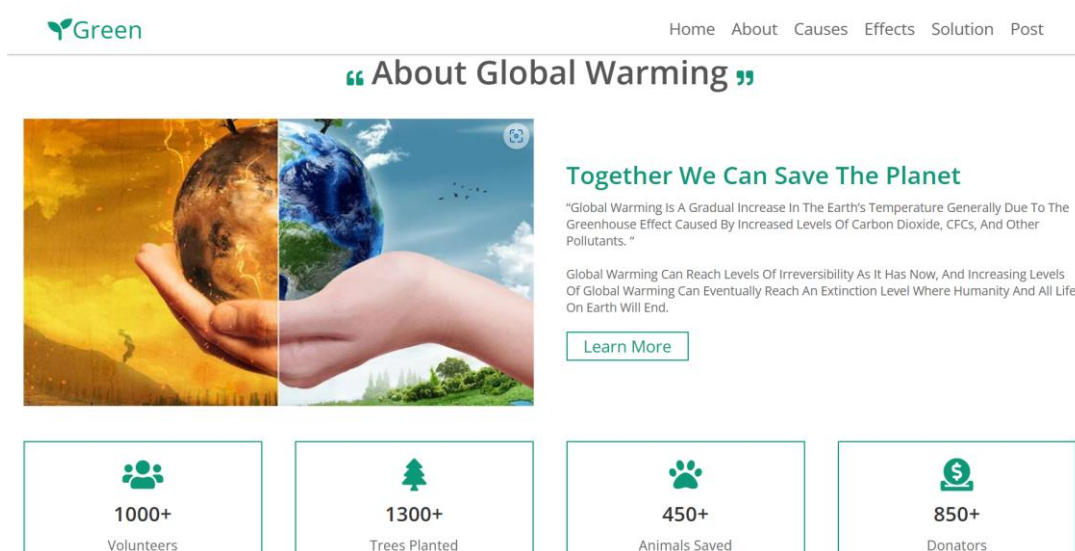 Green
Home About Causes Effects Solution Post
“ About Global Warming ”
Together We Can Save The Planet
“Global Warming Is A Gradual Increase In The Earth’s Temperature Generally Due To The
Greenhouse Effect Caused By Increased Levels Of Carbon Dioxide, CFCs, And Other
Pollutants. “
Global Warming Can Reach Levels Of Irreversibility As It Has Now, And Increasing Levels
Of Global Warming Can Eventually Reach An Extinction Level Where Humanity And All Life
On Earth Will End.
Learn More
1000+ 1300+ 450+ 850+
Volunteers Trees Planted Animals Saved Donators